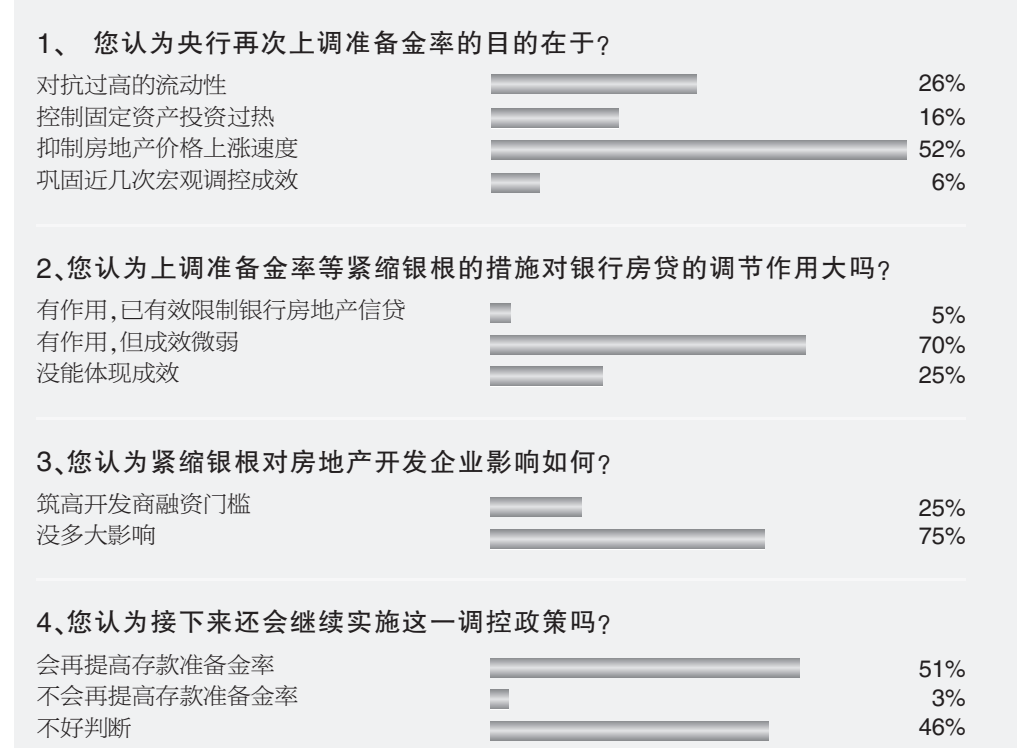 1、 您认为央行再次上调准备金率的目的在于?
对抗过高的流动性 26%
控制固定资产投资过热 16%
抑制房地产价格上涨速度 52%
巩固近几次宏观调控成效 6%
2、您认为上调准备金率等紧缩银根的措施对银行房贷的调节作用大吗?
有作用,已有效限制银行房地产信贷 5%
有作用,但成效微弱 70%
没能体现成效 25%
3、您认为紧缩银根对房地产开发企业影响如何?
筑高开发商融资门槛 25%
没多大影响 75%
4、您认为接下来还会继续实施这一调控政策吗?
会再提高存款准备金率 51%
不会再提高存款准备金率 3%
不好判断 46%